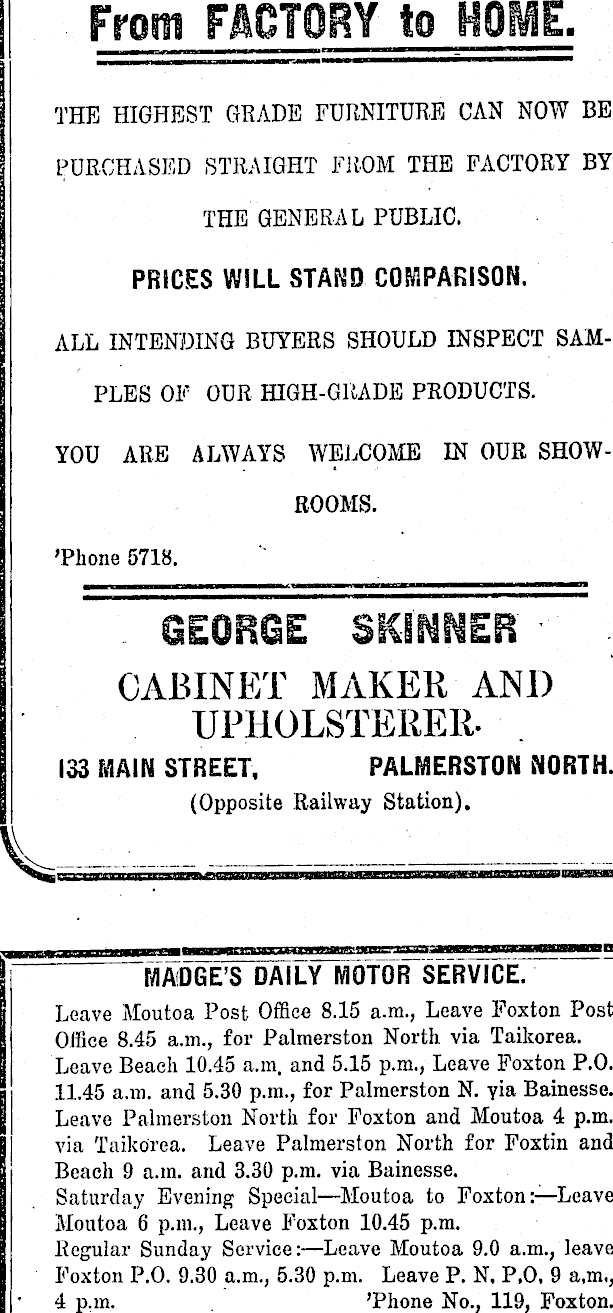 From FACTORY to HOME.
THE HIGHEST GRADE FURNITURE CAN NOW BE
PURCHASED STRAIGHT FROM THE FACTORY BY
THE GENERAL PUBLIC.
PRICES WILL STAND COMPARISON.
ALL INTENDING BUYERS SHOULD INSPECT SAM-
PLES OF OUR HIGH-GRADE PRODUCTS.
YOU ARE ALWAYS WELCOME IN OUR SHOW-
ROOMS.
'Phone 5718.
GEORGE SKINNER
CABINET MAKER AND
UPHOLSTERER.
133 MAIN STREET, PALMERSTON NORTH.
(Opposite Railway Station).
MADGE'S DAILY MOTOR SERVICE.
Leave Moutoa Post Office 8.15 a.m., Leave Foxton Post
Office 8.45 a.m., for Palmerston North via Taikorea.
Leave Beach 10.45 a.m. and 5.15 p.m., Leave Foxton P.O.
11.45 a.m. and 5.30 p.m., for Palmerston N. via Bainesse.
Leave Palmerston North for Foxton and Moutoa 4 p.m.
via Taikorea. Leave Palmerston North for Foxtin and
Beach 9 a.m. and 3.30 p.m. via Bainesse.
Saturday Evening Special—Moutoa to Foxton:—Leave
Moutoa 6 p.m., Leave Foxton 10.45 p.m.
Regular Sunday Service:—Leave Moutoa 9.0 a.m., leave
Foxton P.O. 9.30 a.m., 5.30 p.m. Leave P. N. P.O. 9 a.m.,
4 p.m. 'Phone No., 119, Foxton.